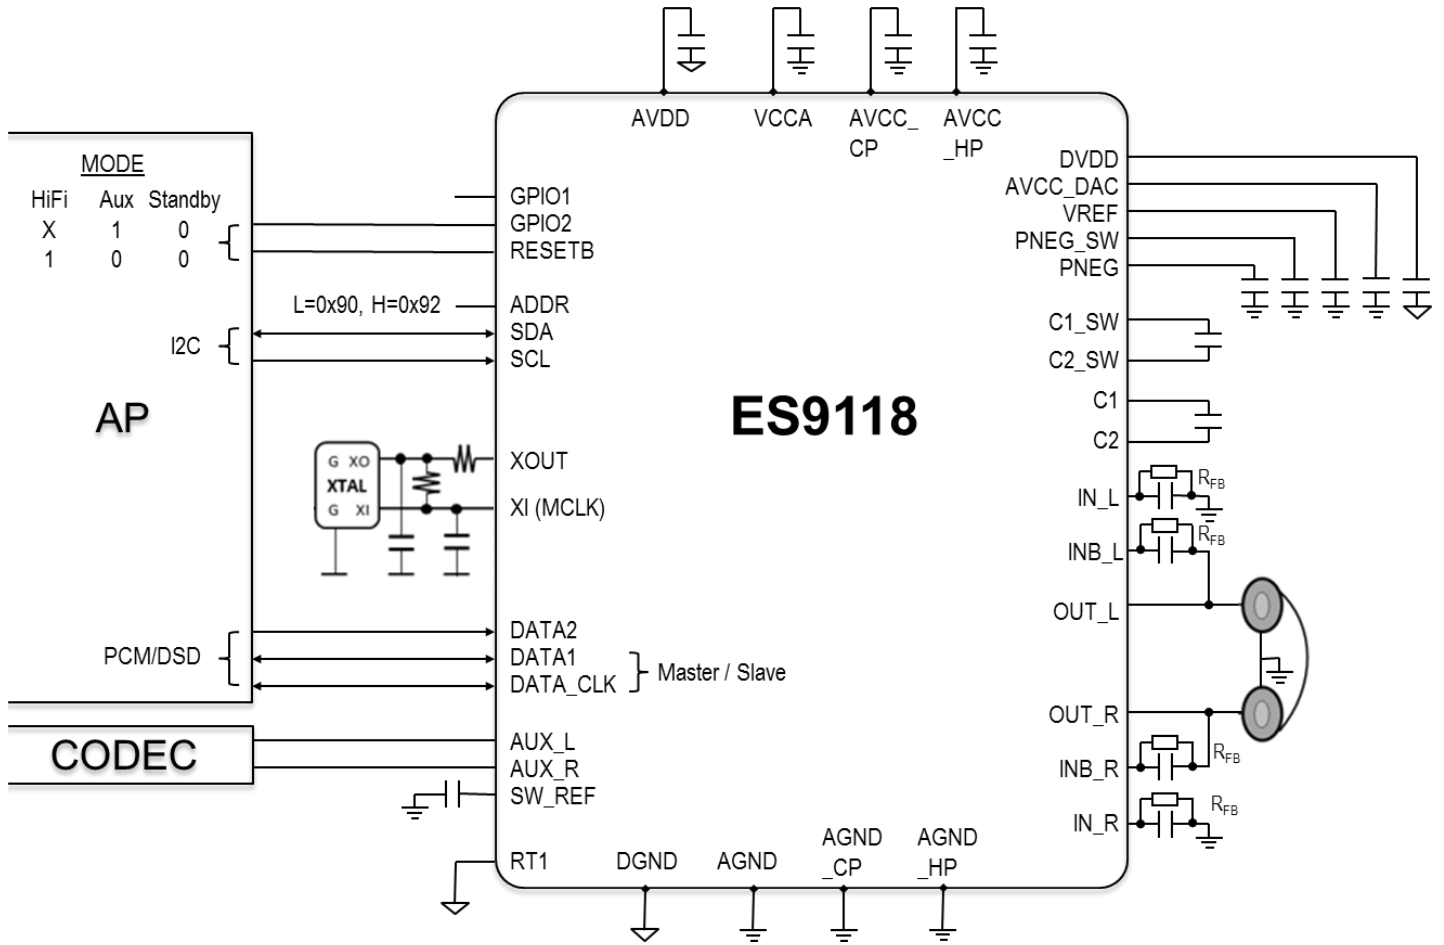 AVDD
VCCA
AVCC_
CP
AVCC
_HP
MODE
HiFi Aux Standby
X 1 0
1 0 0
L=0x90, H=0x92
I2C
AP
PCM/DSD
CODEC
GPIO1
GPIO2
RESETB
ADDR
SDA
SCL
G XO
XTAL
G XI
XOUT
XI (MCLK)
DATA2
DATA1
DATA_CLK
Master / Slave
AUX_L
AUX_R
SW_REF
RT1
ES9118
DVDD
AVCC_DAC
VREF
PNEG_SW
PNEG
C1_SW
C2_SW
C1
C2
IN_L
RFB
INB_L
RFB
OUT_L
OUT_R
INB_R
RFB
IN_R
RFB
DGND
AGND
AGND
_CP
AGND
_HP